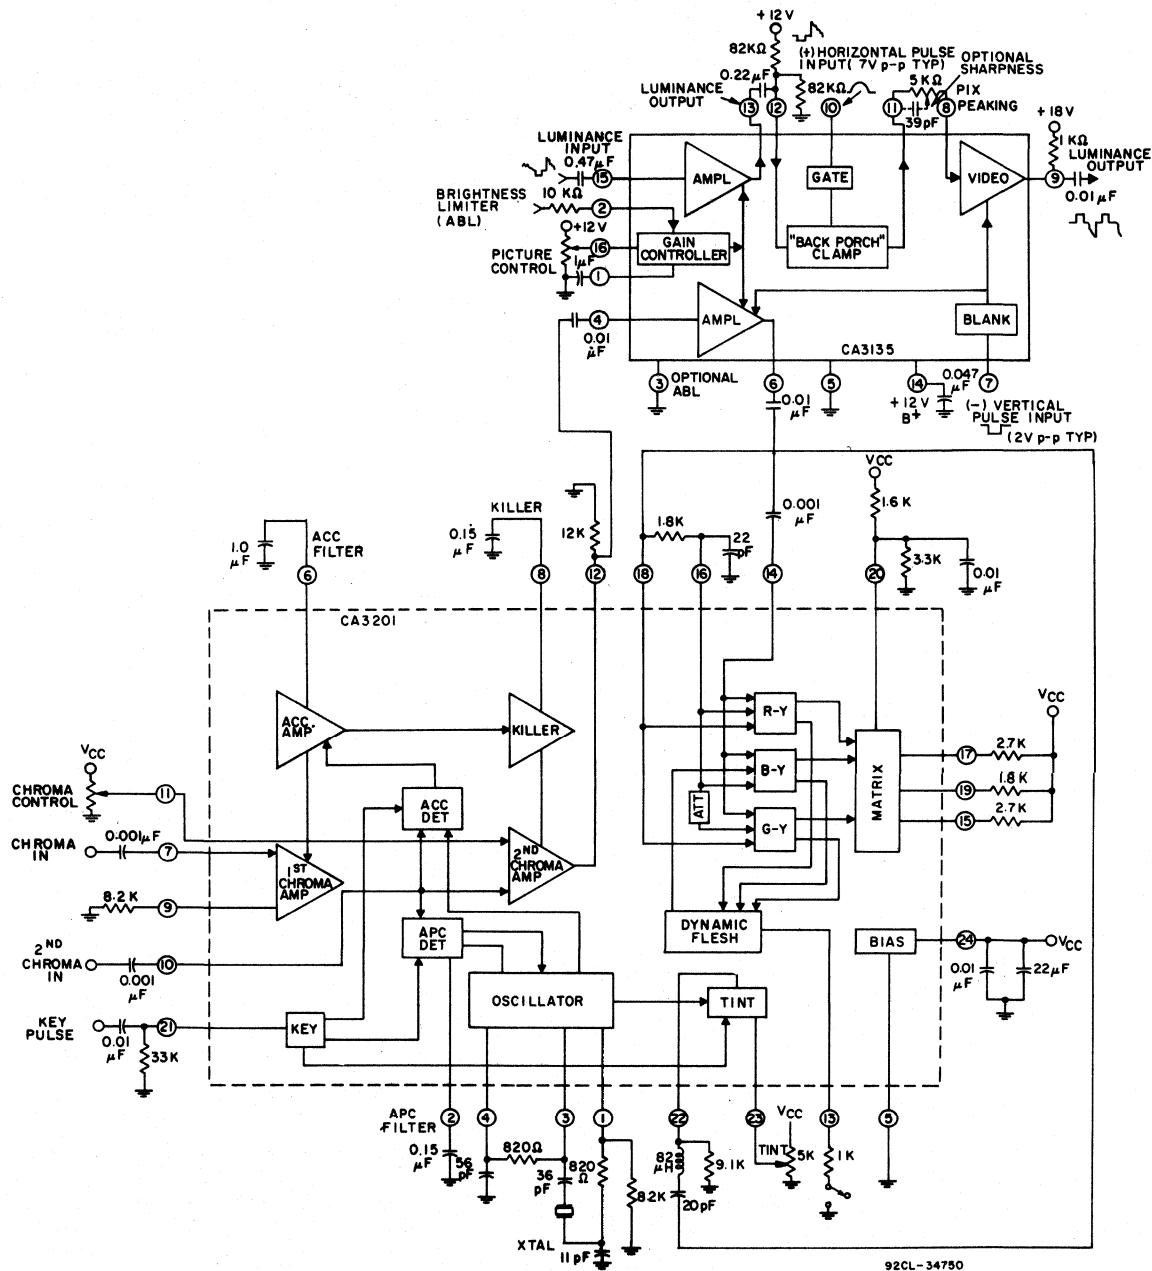 +12V
82KΩ
(+) HORIZONTAL PULSE
INPUT ( 7V p-p TYP)
OPTIONAL
SHARPNESS
0.22µF
82KΩ
5KΩ
PIX
PEAKING
LUMINANCE
OUTPUT
13
12
10
11
39pF
8
+18V
1KΩ
LUMINANCE
OUTPUT
LUMINANCE
INPUT
0.47µF
15
AMPL
GATE
VIDEO
9
0.01µF
BRIGHTNESS
LIMITER
(ABL)
10 KΩ
2
+12V
16
GAIN
CONTROLLER
"BACK PORCH"
CLAMP
PICTURE
CONTROL
1µF
1
AMPL
BLANK
4
0.01
µF
CA3135
3
OPTIONAL
ABL
6
5
14
0.047
µF
7
0.01
µF
+12V
B+
(-) VERTICAL
PULSE INPUT
(2V p-p TYP)
VCC
1.6K
KILLER
0.001
µF
1.0
µF
ACC
FILTER
0.15
µF
12K
1.8K
22
pF
3.3K
0.01
µF
6
8
12
18
16
14
20
CA3201
ACC
AMP
KILLER
R-Y
B-Y
G-Y
ATT
MATRIX
VCC
17
2.7K
19
1.8K
15
2.7K
VCC
CHROMA
CONTROL
11
ACC
DET
CHROMA
IN
0.001µF
7
1ST
CHROMA
AMP
2ND
CHROMA
AMP
8.2K
9
APC
DET
DYNAMIC
FLESH
BIAS
24
VCC
2ND
CHROMA
IN
0.001
µF
10
0.01
µF
22µF
OSCILLATOR
TINT
KEY
PULSE
0.01
µF
21
33K
KEY
APC
FILTER
2
4
3
1
22
23
13
5
0.15
µF
56
pF
820Ω
36
pF
820
Ω
8.2K
82
µH
9.1K
20pF
VCC
TINT
5K
1K
XTAL
11pF
92CL-34750